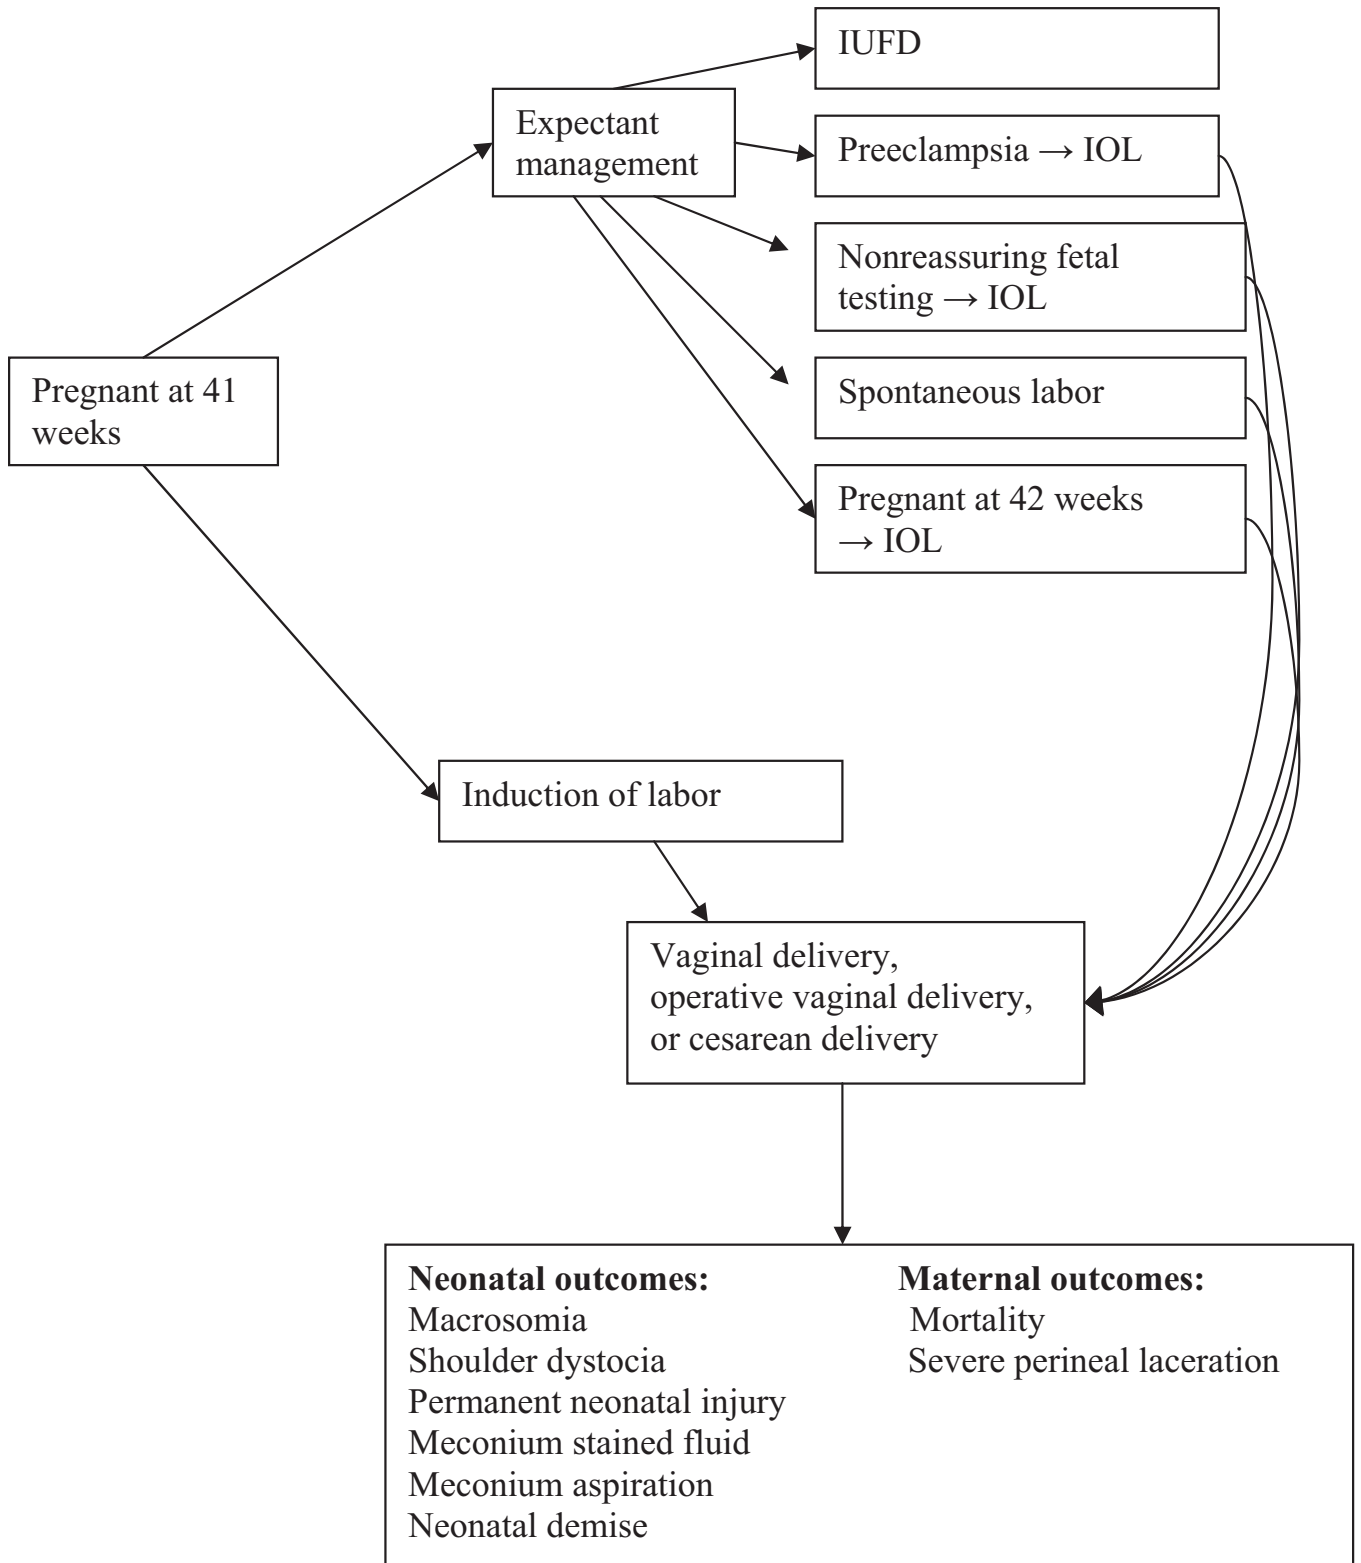 IUFD
Expectant
management
Preeclampsia → IOL
Nonreassuring fetal
testing → IOL
Pregnant at 41
weeks
Spontaneous labor
Pregnant at 42 weeks
→ IOL
Induction of labor
Vaginal delivery,
operative vaginal delivery,
or cesarean delivery
Neonatal outcomes:
Macrosomia
Shoulder dystocia
Permanent neonatal injury
Meconium stained fluid
Meconium aspiration
Neonatal demise
Maternal outcomes:
Mortality
Severe perineal laceration